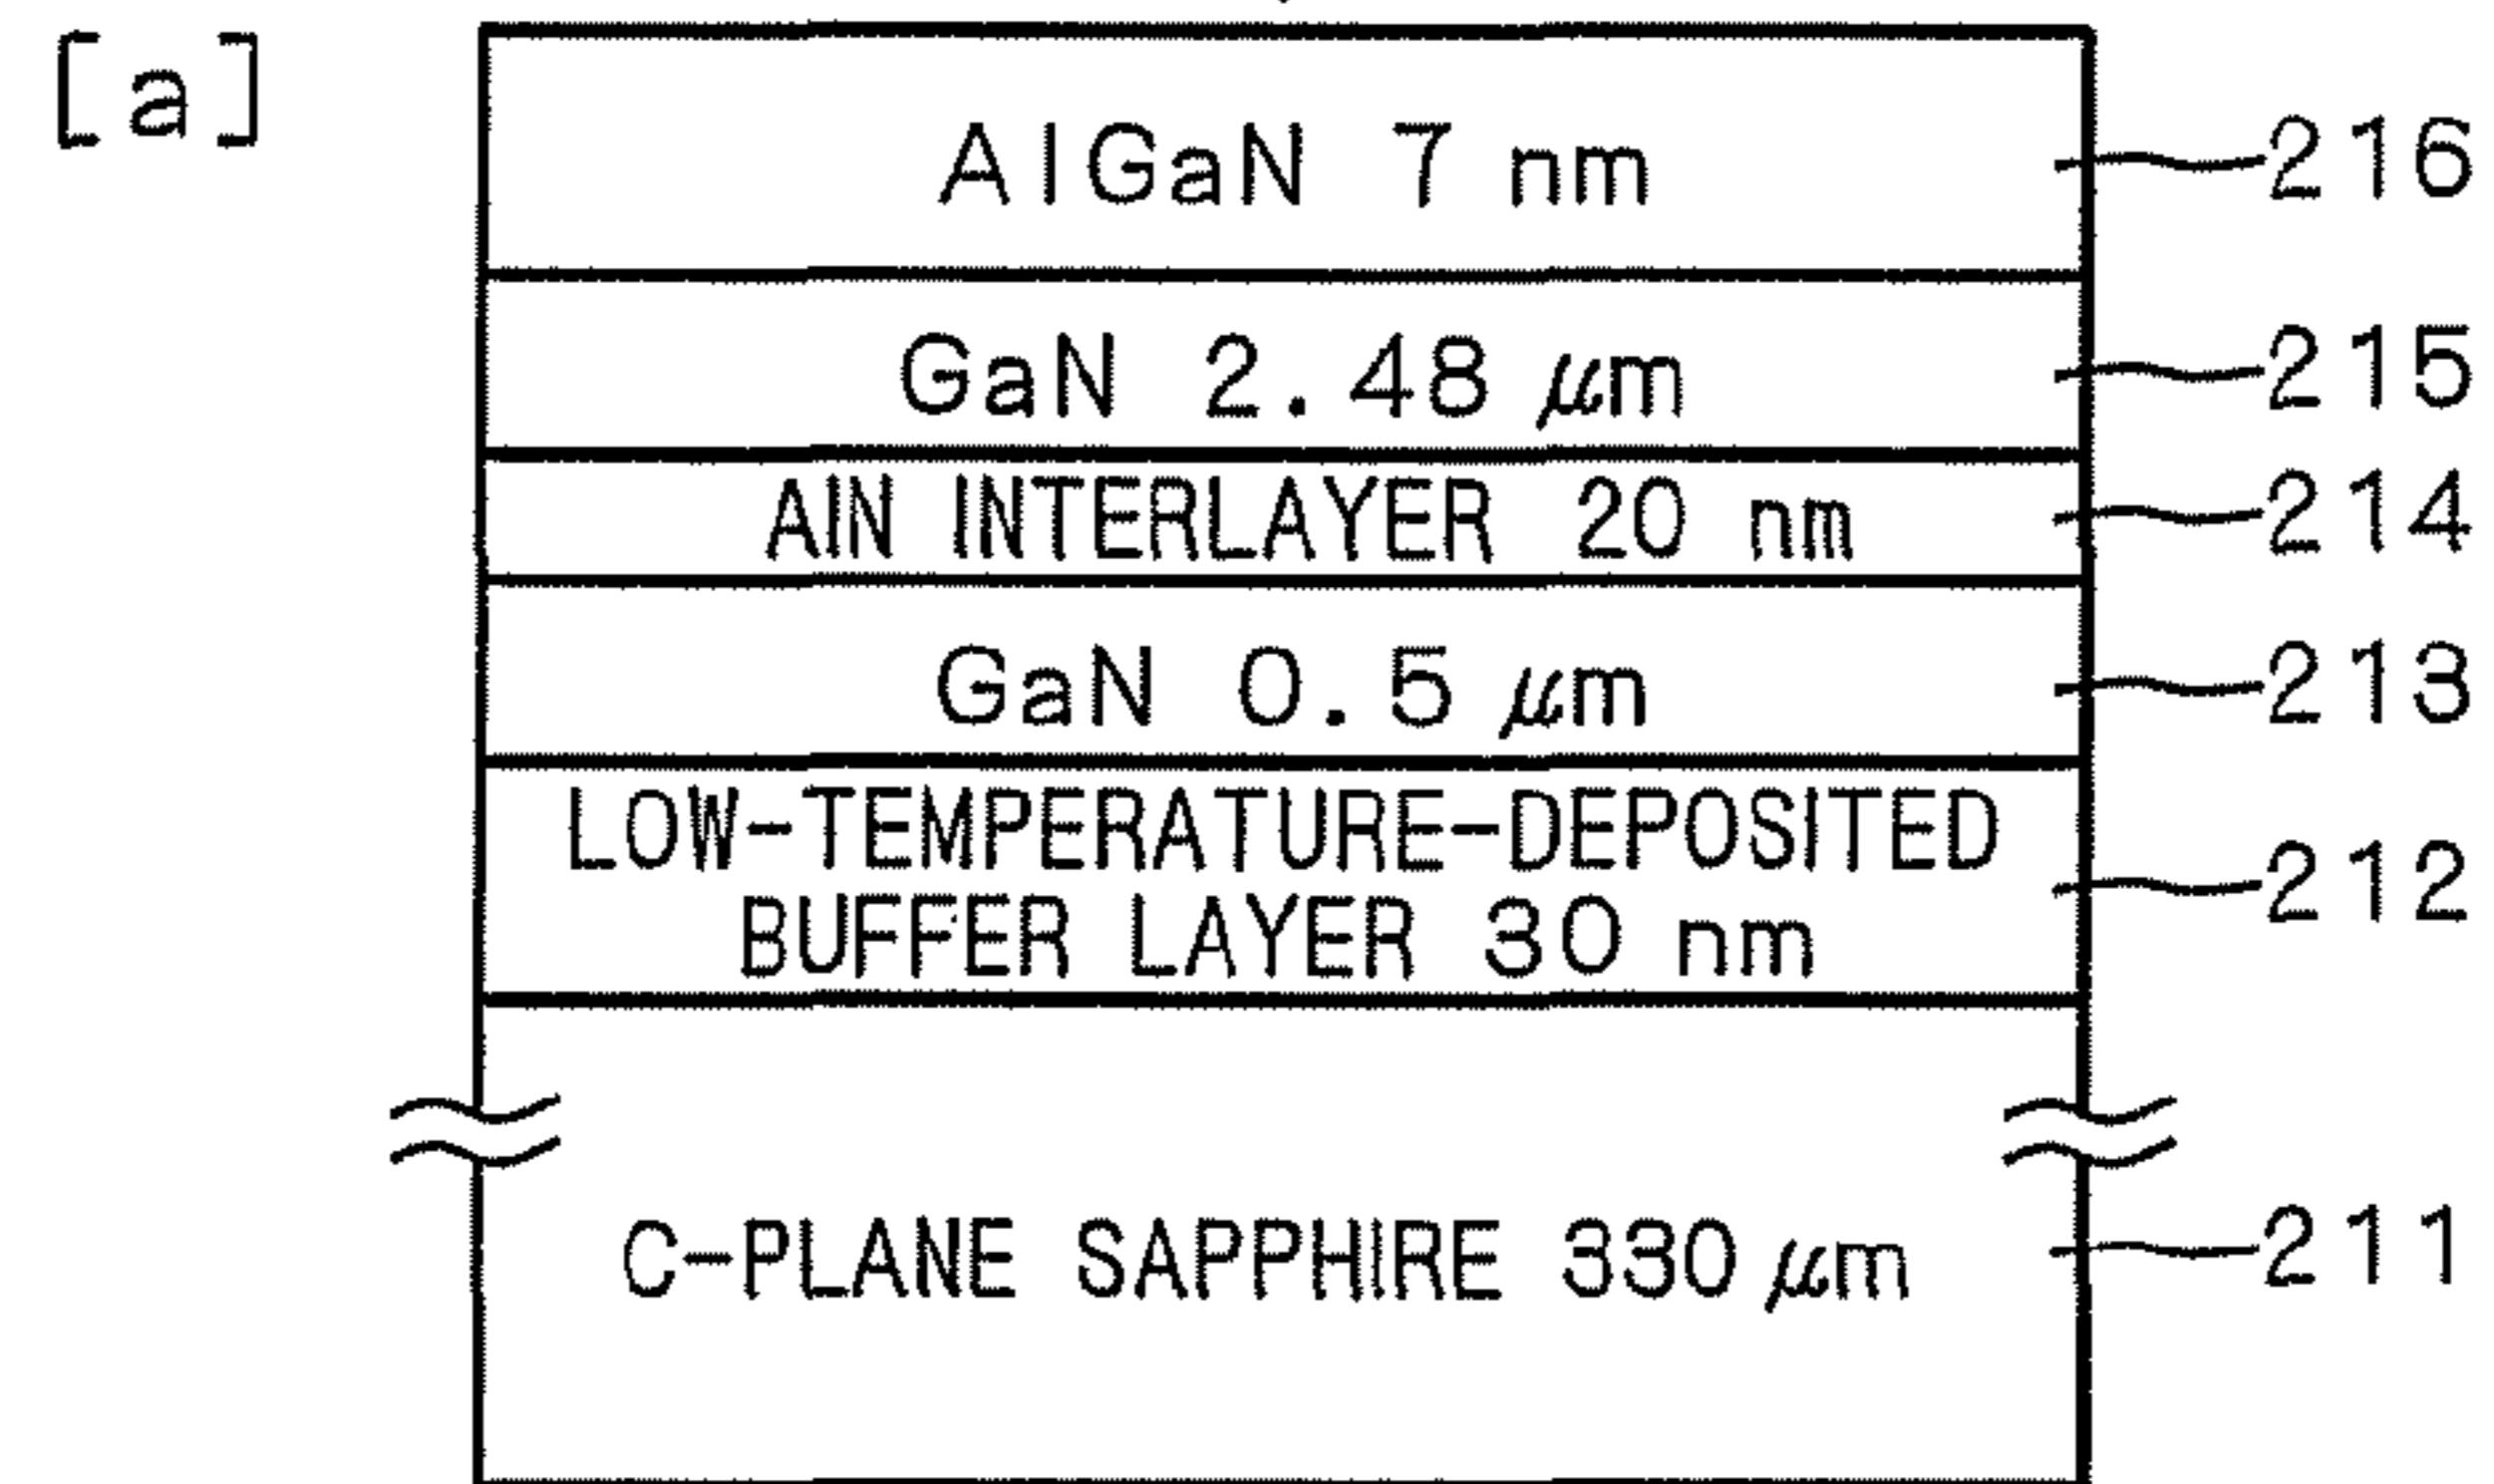 [a]
AlGaN 7 nm 216
GaN 2.48 μm 215
AlN INTERLAYER 20 nm 214
GaN 0.5 μm 213
LOW-TEMPERATURE-DEPOSITED
BUFFER LAYER 30 nm 212
C-PLANE SAPPHIRE 330 μm 211